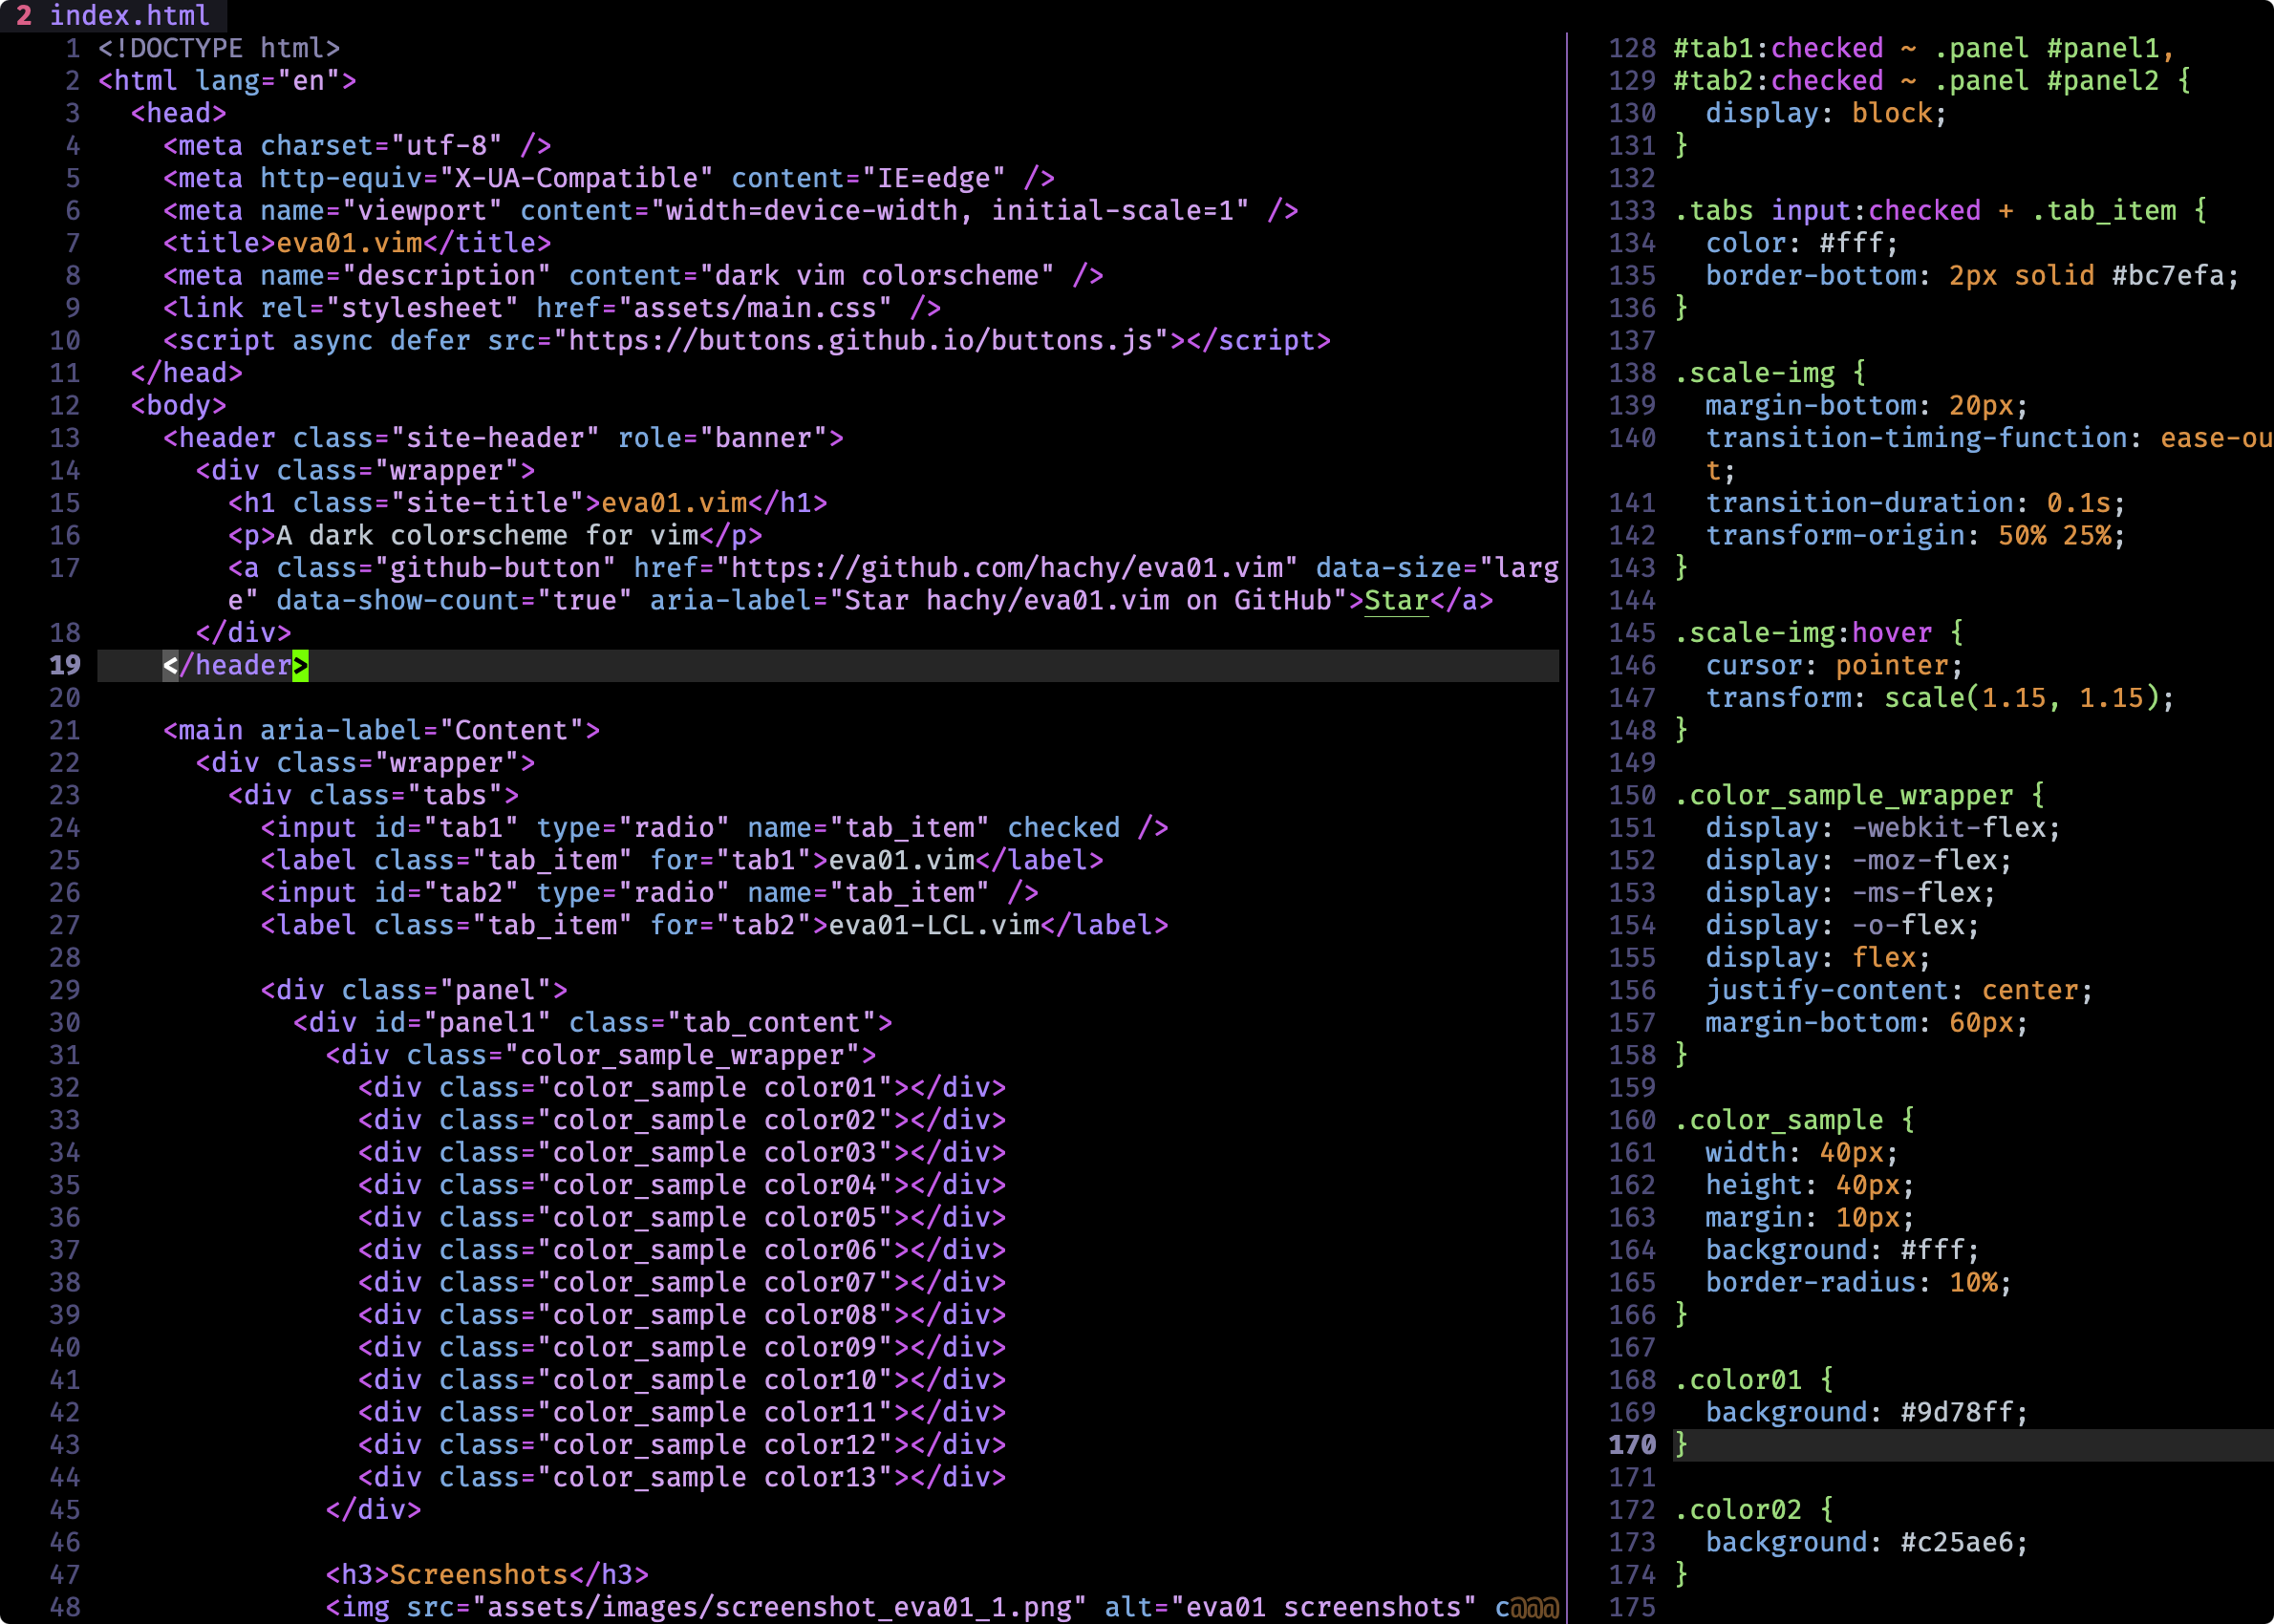 2 index.html
1 <!DOCTYPE html>
2 <html lang="en">
3   <head>
4     <meta charset="utf-8" />
5     <meta http-equiv="X-UA-Compatible" content="IE=edge" />
6     <meta name="viewport" content="width=device-width, initial-scale=1" />
7     <title>eva01.vim</title>
8     <meta name="description" content="dark vim colorscheme" />
9     <link rel="stylesheet" href="assets/main.css" />
10     <script async defer src="https://buttons.github.io/buttons.js"></script>
11   </head>
12   <body>
13     <header class="site-header" role="banner">
14       <div class="wrapper">
15         <h1 class="site-title">eva01.vim</h1>
16         <p>A dark colorscheme for vim</p>
17         <a class="github-button" href="https://github.com/hachy/eva01.vim" data-size="larg
e" data-show-count="true" aria-label="Star hachy/eva01.vim on GitHub">Star</a>
18       </div>
19     </header>
20
21     <main aria-label="Content">
22       <div class="wrapper">
23         <div class="tabs">
24           <input id="tab1" type="radio" name="tab_item" checked />
25           <label class="tab_item" for="tab1">eva01.vim</label>
26           <input id="tab2" type="radio" name="tab_item" />
27           <label class="tab_item" for="tab2">eva01-LCL.vim</label>
28
29           <div class="panel">
30             <div id="panel1" class="tab_content">
31               <div class="color_sample_wrapper">
32                 <div class="color_sample color01"></div>
33                 <div class="color_sample color02"></div>
34                 <div class="color_sample color03"></div>
35                 <div class="color_sample color04"></div>
36                 <div class="color_sample color05"></div>
37                 <div class="color_sample color06"></div>
38                 <div class="color_sample color07"></div>
39                 <div class="color_sample color08"></div>
40                 <div class="color_sample color09"></div>
41                 <div class="color_sample color10"></div>
42                 <div class="color_sample color11"></div>
43                 <div class="color_sample color12"></div>
44                 <div class="color_sample color13"></div>
45               </div>
46
47               <h3>Screenshots</h3>
48               <img src="assets/images/screenshot_eva01_1.png" alt="eva01 screenshots" c@@@
128 #tab1:checked ~ .panel #panel1,
129 #tab2:checked ~ .panel #panel2 {
130   display: block;
131 }
132
133 .tabs input:checked + .tab_item {
134   color: #fff;
135   border-bottom: 2px solid #bc7efa;
136 }
137
138 .scale-img {
139   margin-bottom: 20px;
140   transition-timing-function: ease-ou
t;
141   transition-duration: 0.1s;
142   transform-origin: 50% 25%;
143 }
144
145 .scale-img:hover {
146   cursor: pointer;
147   transform: scale(1.15, 1.15);
148 }
149
150 .color_sample_wrapper {
151   display: -webkit-flex;
152   display: -moz-flex;
153   display: -ms-flex;
154   display: -o-flex;
155   display: flex;
156   justify-content: center;
157   margin-bottom: 60px;
158 }
159
160 .color_sample {
161   width: 40px;
162   height: 40px;
163   margin: 10px;
164   background: #fff;
165   border-radius: 10%;
166 }
167
168 .color01 {
169   background: #9d78ff;
170 }
171
172 .color02 {
173   background: #c25ae6;
174 }
175